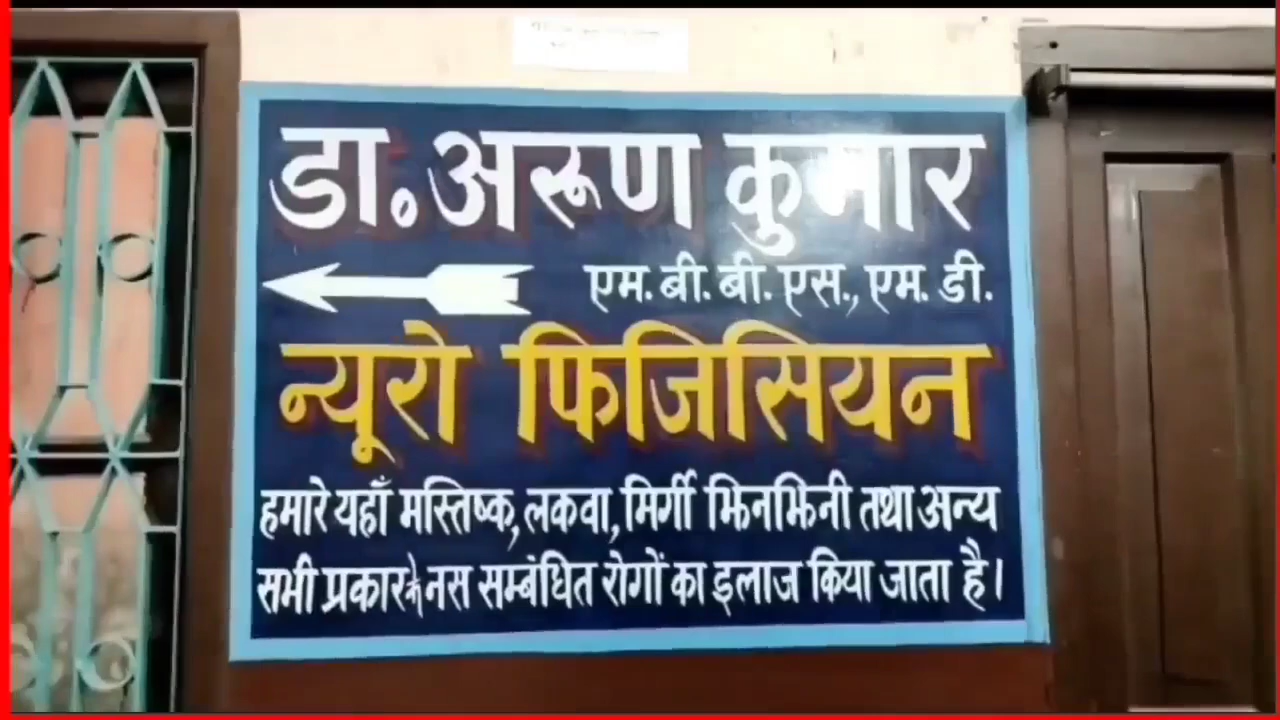 डा. अरूण कुमार
एम. बी. बी. एस., एम. डी.
न्यूरो फिजिसियन
हमारे यहाँ मस्तिष्क, लकवा, मिर्गी झिनझिनी तथा अन्य
सभी प्रकार के नस सम्बंधित रोगों का इलाज किया जाता है।